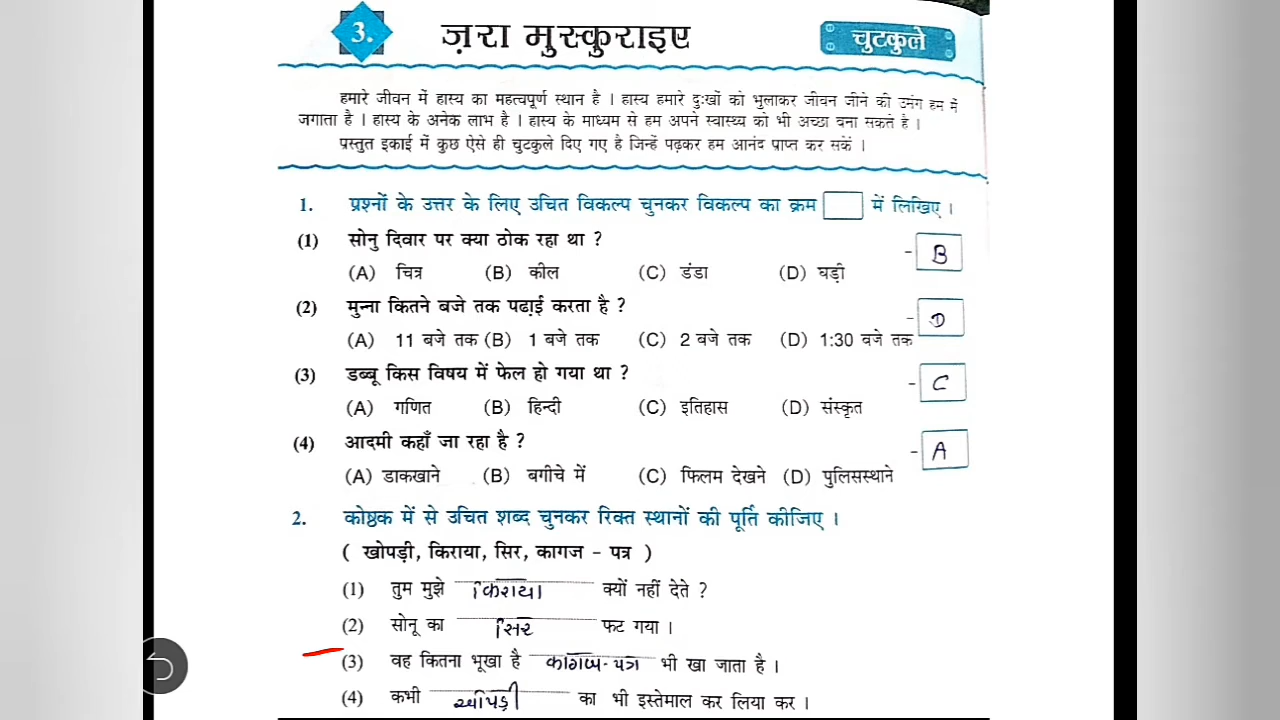 3. ज़रा मुस्कुराइए चुटकुले
हमारे जीवन में हास्य का महत्वपूर्ण स्थान है । हास्य हमारे दुःखों को भुलाकर जीवन जीने की उमंग हम में
जगाता है । हास्य के अनेक लाभ है । हास्य के माध्यम से हम अपने स्वास्थ्य को भी अच्छा बना सकते है ।
प्रस्तुत इकाई में कुछ ऐसे ही चुटकुले दिए गए है जिन्हें पढ़कर हम आनंद प्राप्त कर सकें ।
1. प्रश्नों के उत्तर के लिए उचित विकल्प चुनकर विकल्प का क्रम में लिखिए ।
(1) सोनु दिवार पर क्या ठोक रहा था ? - B
(A) चित्र (B) कील (C) डंडा (D) घड़ी
(2) मुन्ना कितने बजे तक पढा़ई करता है ? - D
(A) 11 बजे तक (B) 1 बजे तक (C) 2 बजे तक (D) 1:30 बजे तक
(3) डब्बू किस विषय में फेल हो गया था ? - C
(A) गणित (B) हिन्दी (C) इतिहास (D) संस्कृत
(4) आदमी कहाँ जा रहा है ? - A
(A) डाकखाने (B) बगीचे में (C) फिलम देखने (D) पुलिसस्थाने
2. कोष्ठक में से उचित शब्द चुनकर रिक्त स्थानों की पूर्ति कीजिए ।
( खोपड़ी, किराया, सिर, कागज - पत्र )
(1) तुम मुझे किराया क्यों नहीं देते ?
(2) सोनू का सिर फट गया ।
(3) वह कितना भूखा है कागज-पत्र भी खा जाता है ।
(4) कभी खोपड़ी का भी इस्तेमाल कर लिया कर ।